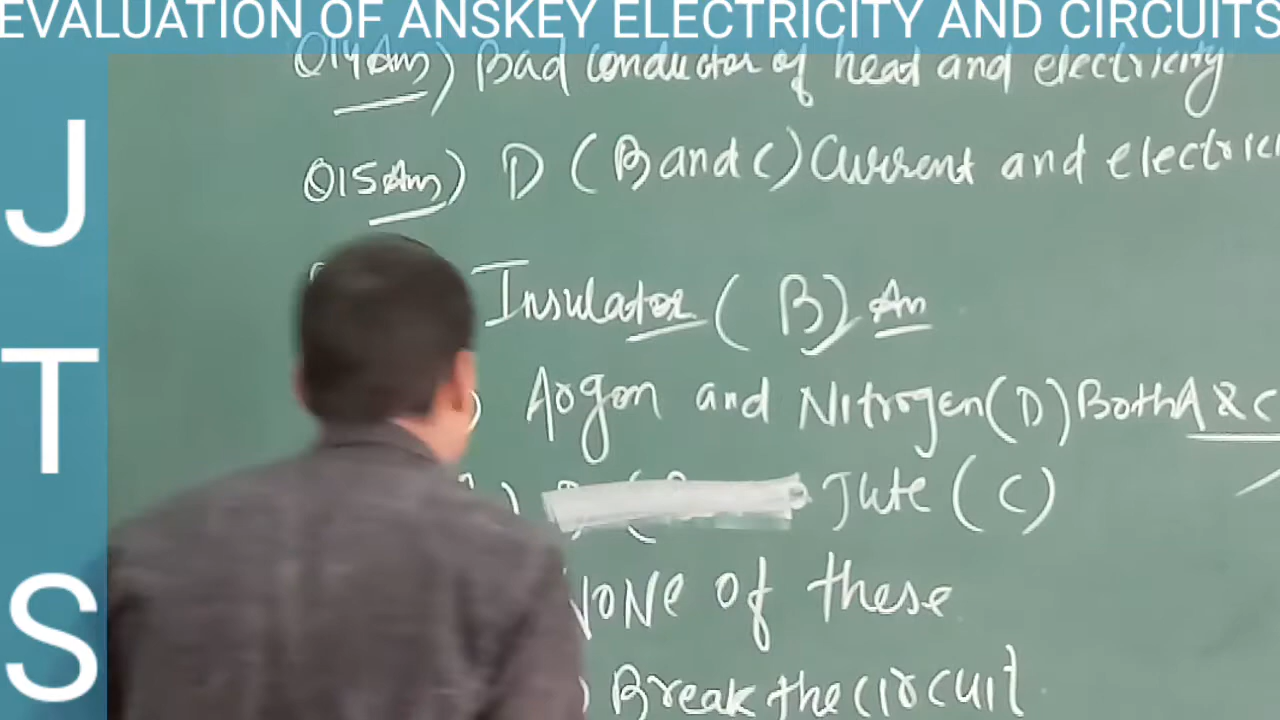 EVALUATION OF ANSKEY ELECTRICITY AND CIRCUITS
J
T
S
Q14 Ans) Bad Conductor of heat and electricity
Q15 Ans) D (B and C) Current and electric
Insulator (B) An
) Argon and Nitrogen (D) Both A & C
) Jute (C)
NONe of these
) Break the circuit